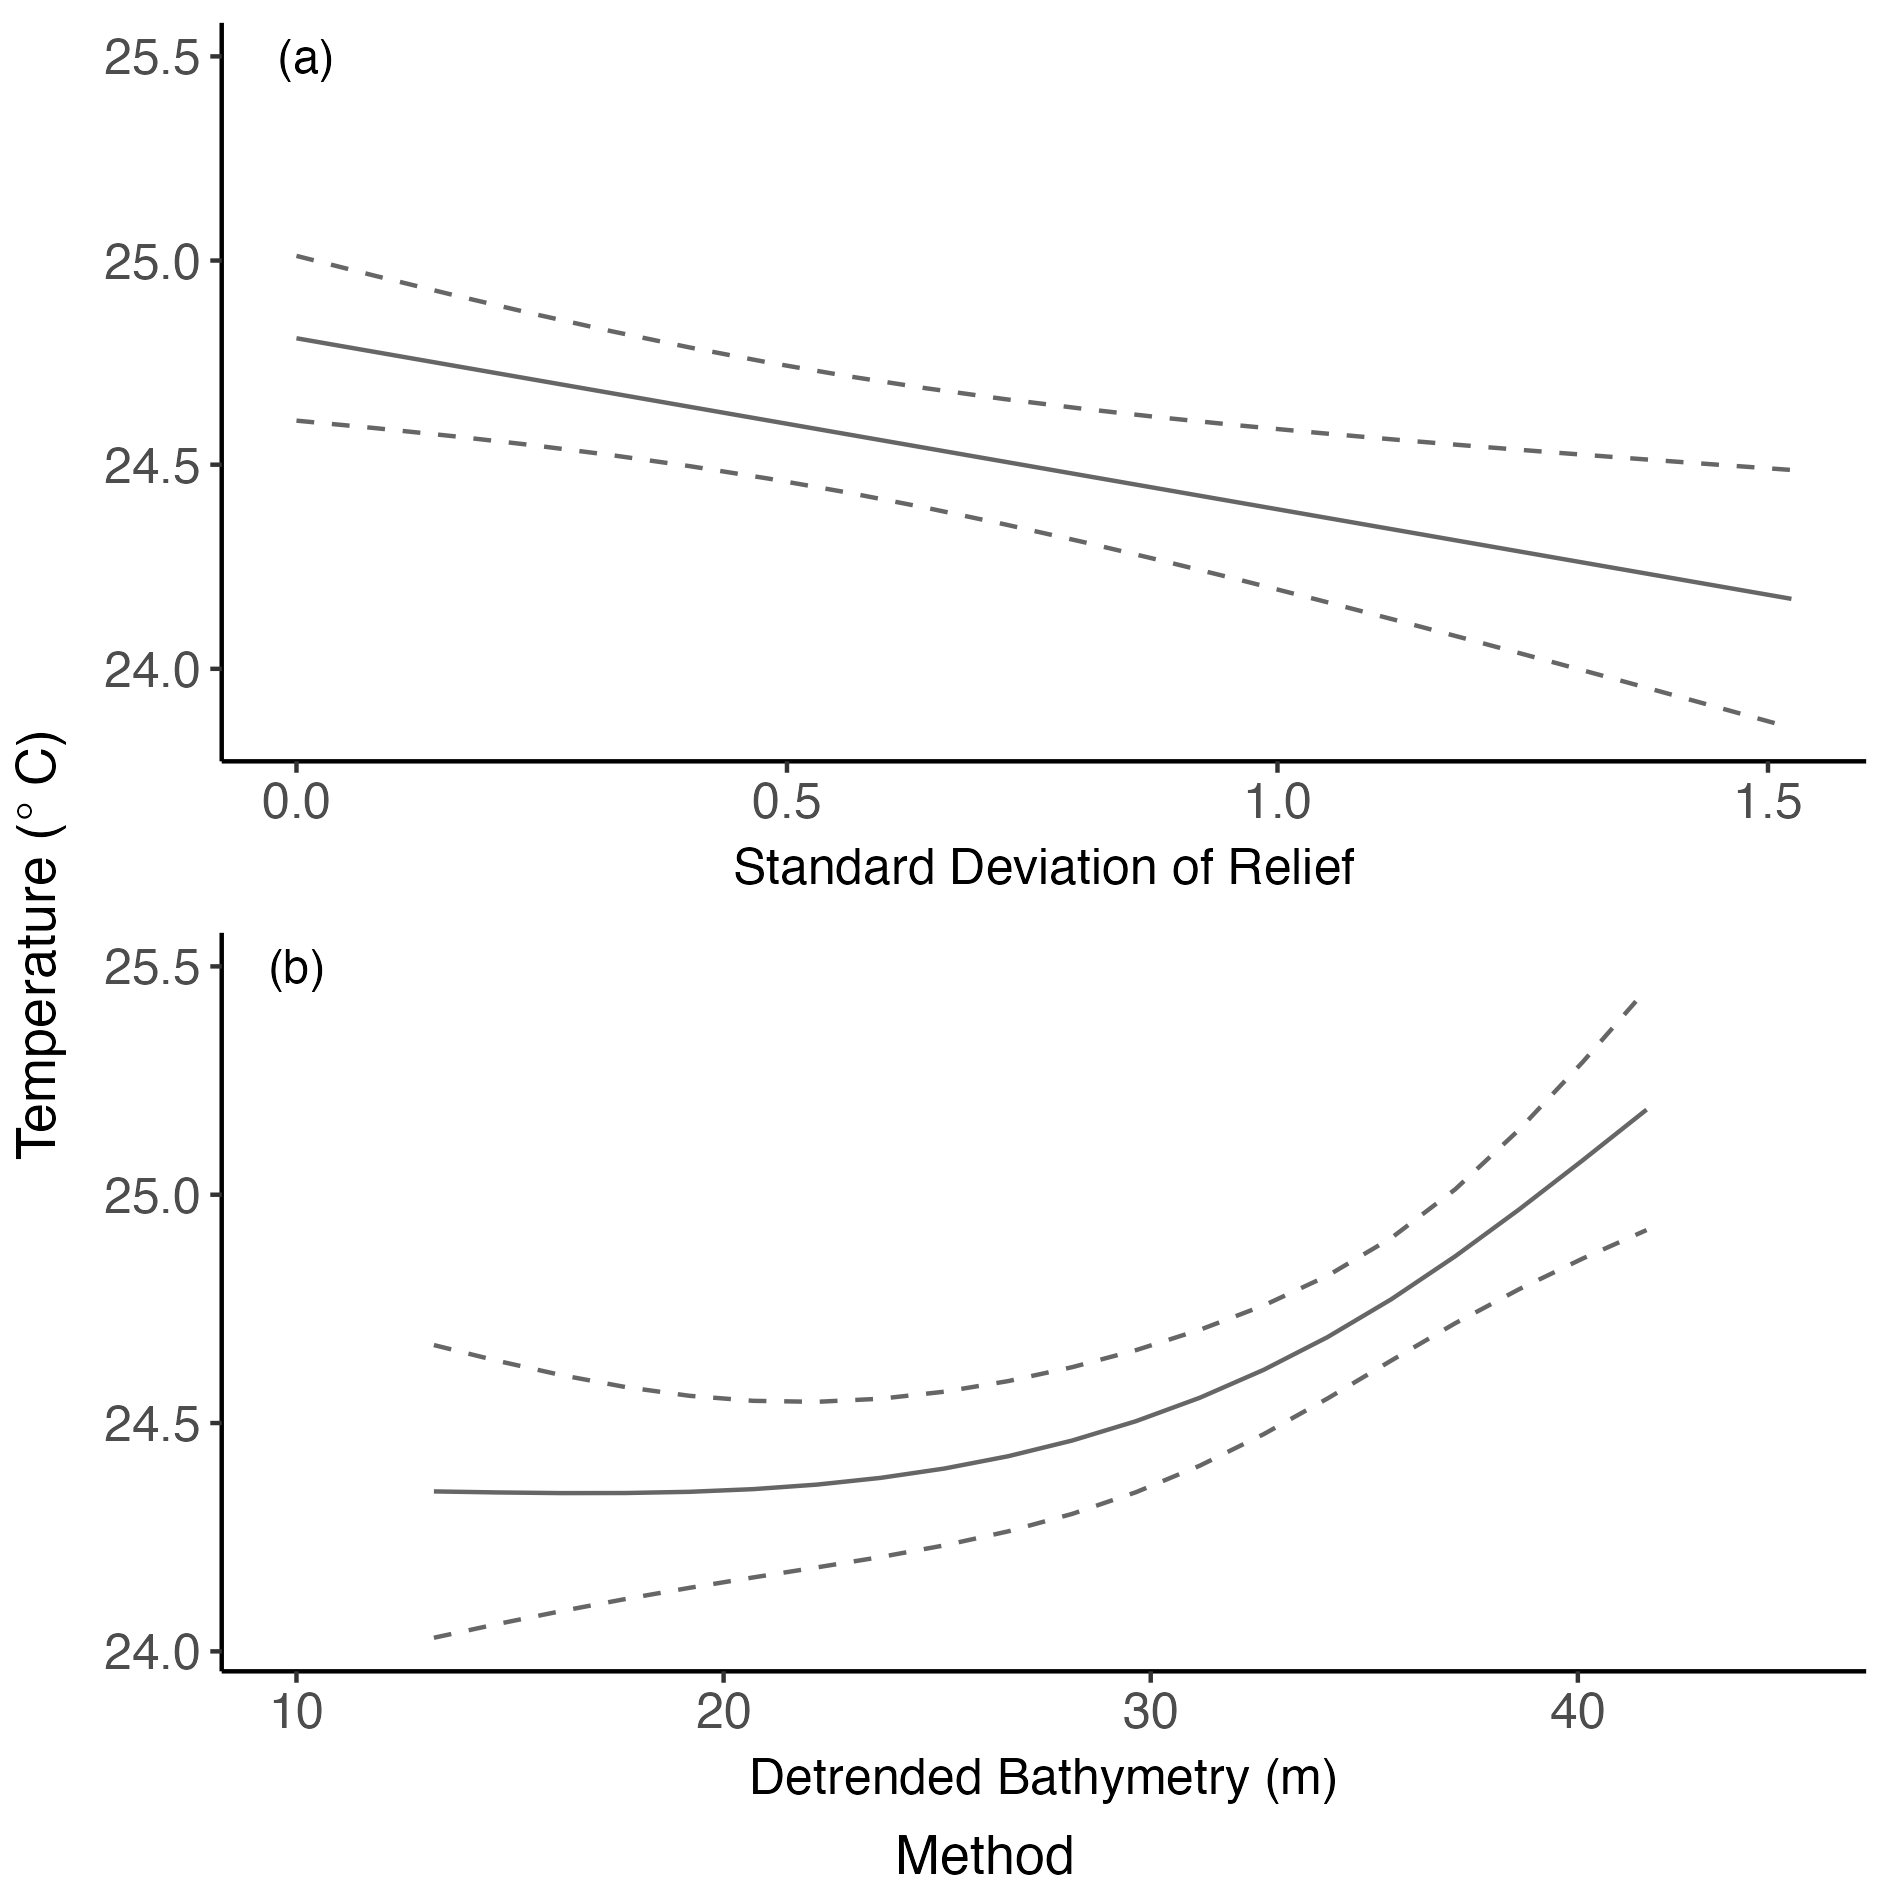 (a)
25.5
25.0
24.5
24.0
0.0 0.5 1.0 1.5
Standard Deviation of Relief
Temperature (° C)
(b)
25.5
25.0
24.5
24.0
10 20 30 40
Detrended Bathymetry (m)
Method